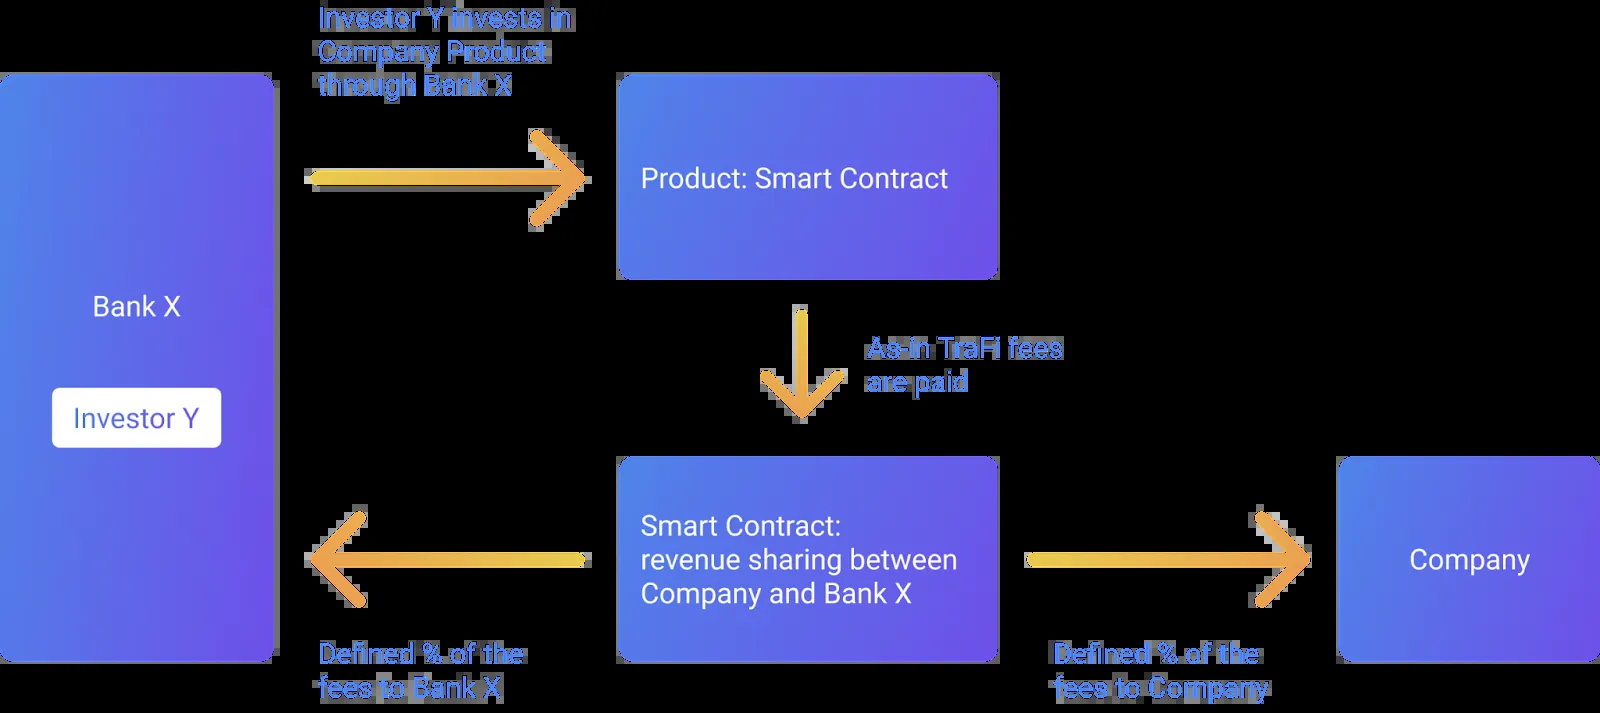 Investor Y invests in
Company Product
through Bank X
Product: Smart Contract
Bank X
Investor Y
As-in TraFi fees
are paid
Smart Contract:
revenue sharing between
Company and Bank X
Company
Defined % of the
fees to Bank X
Defined % of the
fees to Company